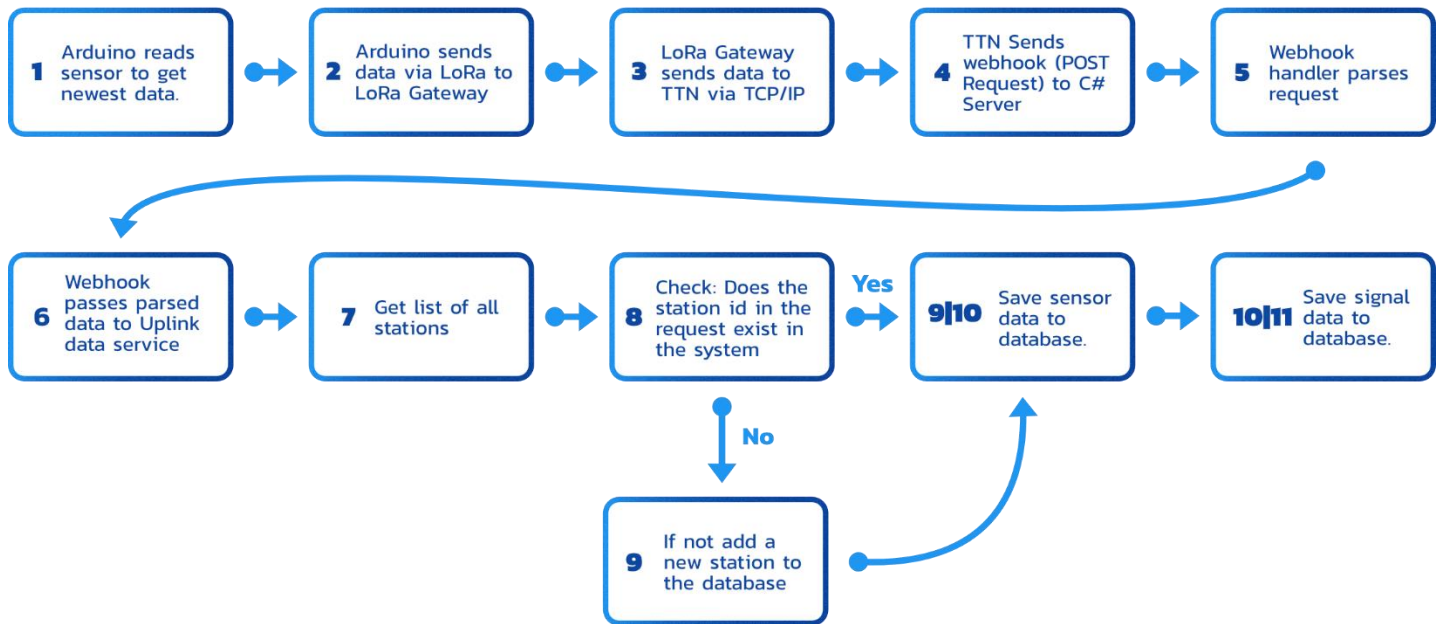 1
Arduino reads
sensor to get
newest data.
2
Arduino sends
data via LoRa to
LoRa Gateway
3
LoRa Gateway
sends data to
TTN via TCP/IP
4
TTN Sends
webhook (POST
Request) to C#
Server
5
Webhook
handler parses
request
6
Webhook
passes parsed
data to Uplink
data service
7
Get list of all
stations
8
Check: Does the
station id in the
request exist in
the system
Yes
9|10
Save sensor
data to
database.
10|11
Save signal
data to
database.
No
9
If not add a
new station to
the database